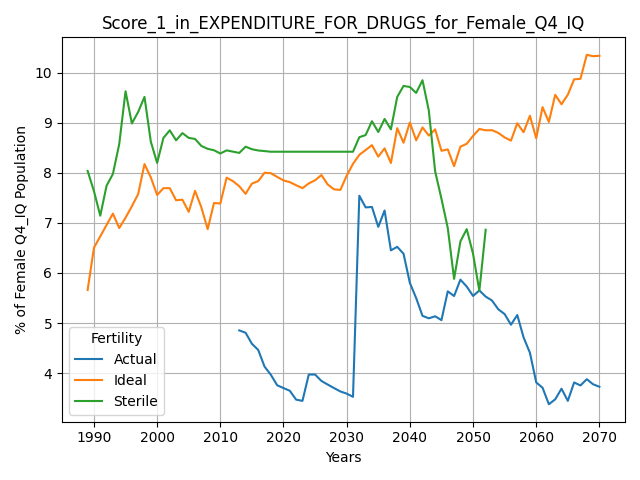 Score_1_in_EXPENDITURE_FOR_DRUGS_for_Female_Q4_IQ
% of Female Q4_IQ Population
10
9
8
7
6
5
4
Fertility
Actual
Ideal
Sterile
1990 2000 2010 2020 2030 2040 2050 2060 2070
Years